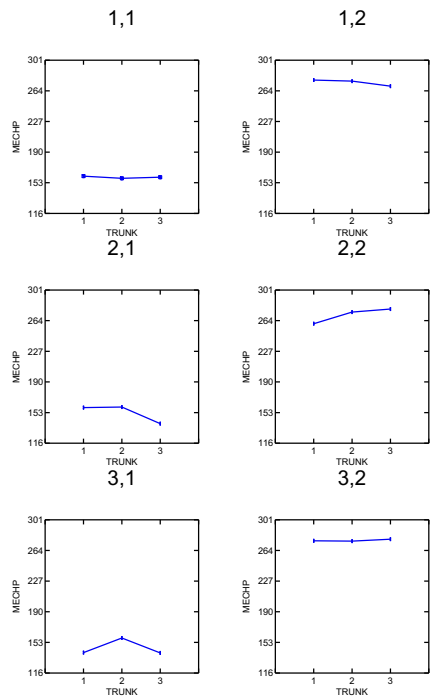 1,1 1,2
301 301
264 264
227 227
MECHP MECHP
190 190
153 153
116 116
1 2 3 1 2 3
TRUNK TRUNK
2,1 2,2
301 301
264 264
227 227
MECHP MECHP
190 190
153 153
116 116
1 2 3 1 2 3
TRUNK TRUNK
3,1 3,2
301 301
264 264
227 227
MECHP MECHP
190 190
153 153
116 116
1 2 3 1 2 3
TRUNK TRUNK